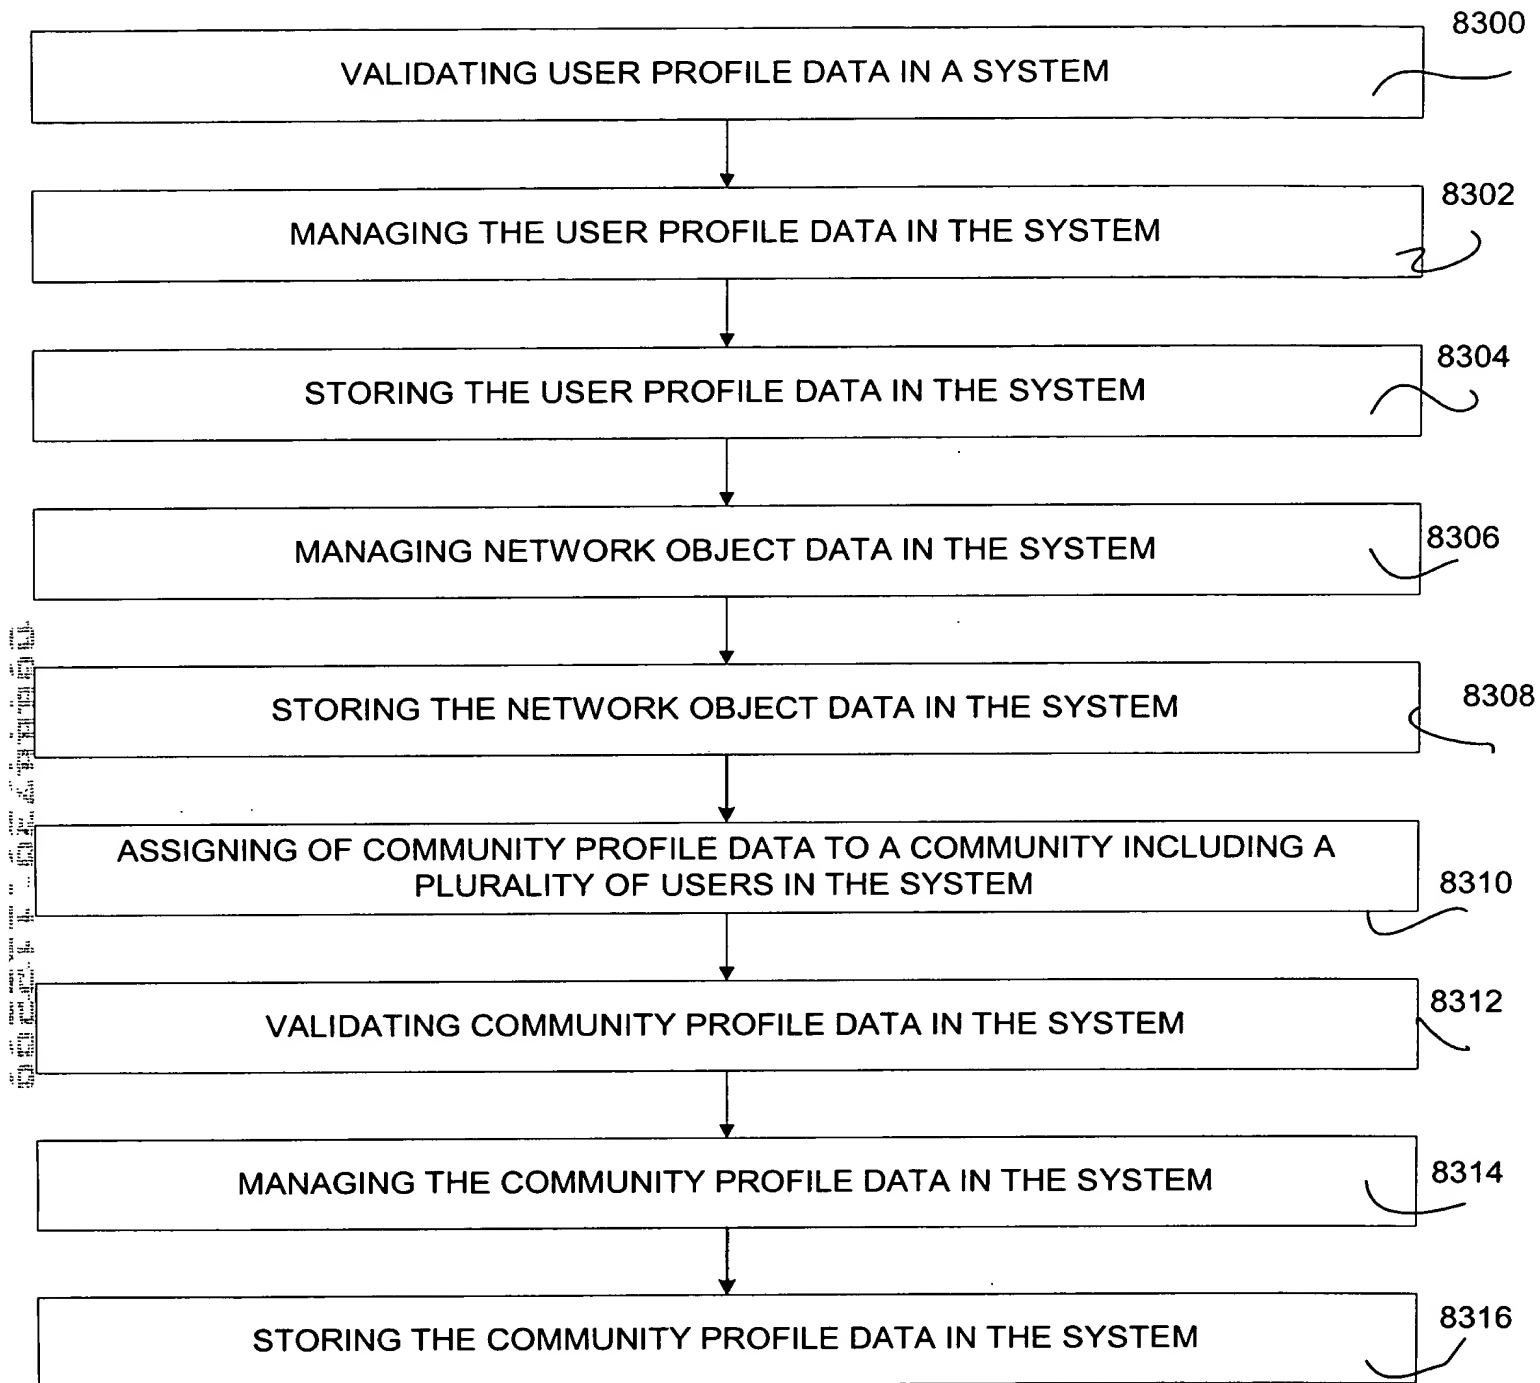 8300
VALIDATING USER PROFILE DATA IN A SYSTEM
8302
MANAGING THE USER PROFILE DATA IN THE SYSTEM
8304
STORING THE USER PROFILE DATA IN THE SYSTEM
8306
MANAGING NETWORK OBJECT DATA IN THE SYSTEM
8308
STORING THE NETWORK OBJECT DATA IN THE SYSTEM
ASSIGNING OF COMMUNITY PROFILE DATA TO A COMMUNITY INCLUDING A
PLURALITY OF USERS IN THE SYSTEM
8310
8312
VALIDATING COMMUNITY PROFILE DATA IN THE SYSTEM
8314
MANAGING THE COMMUNITY PROFILE DATA IN THE SYSTEM
8316
STORING THE COMMUNITY PROFILE DATA IN THE SYSTEM